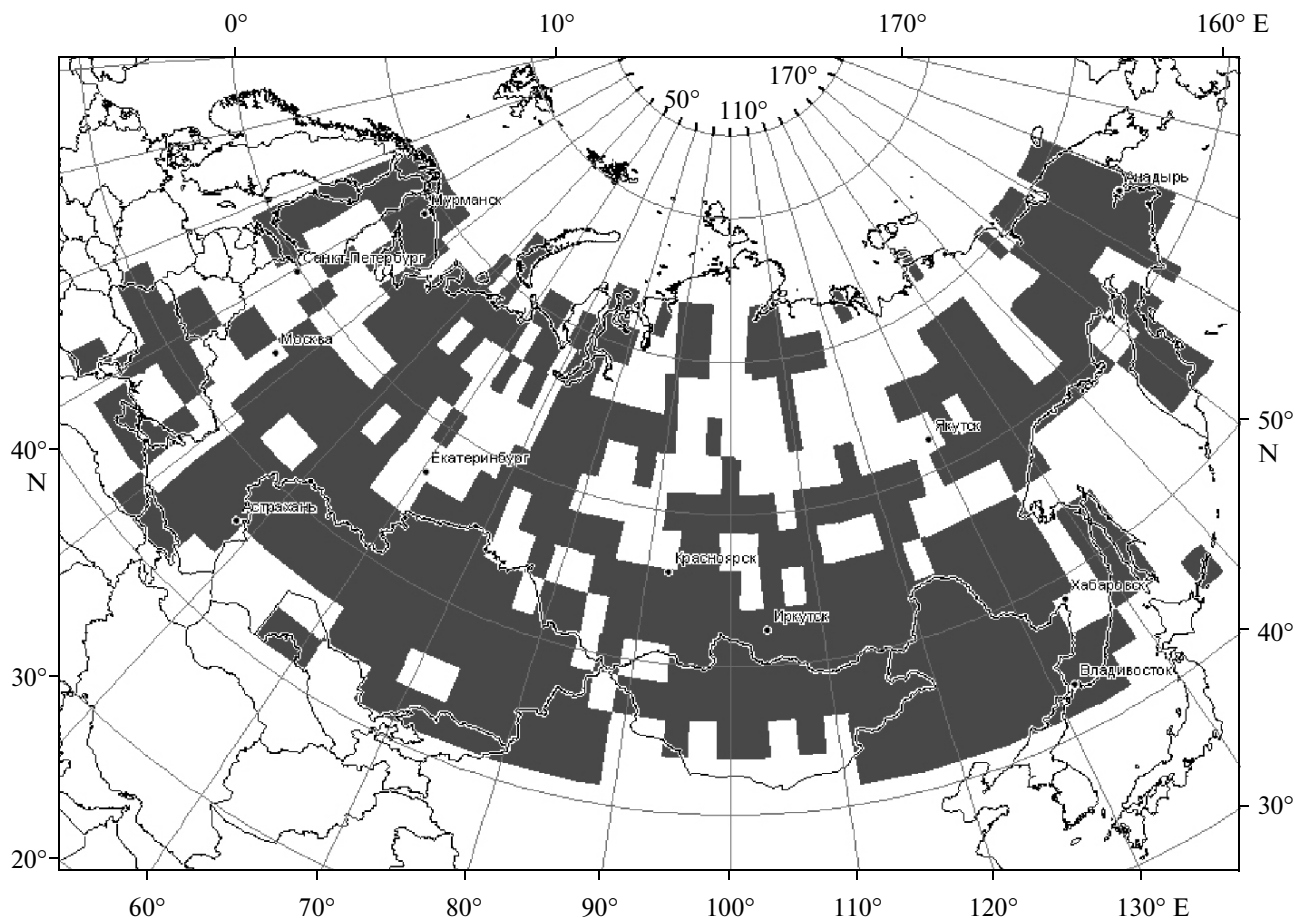 0° 10° 170° 160° E
170°
50° 110°
Анадырь
Мурманск
Санкт-Петербург
Москва
50°
N
Якутск
40°
N
Екатеринбург
Астрахань
Красноярск
Хабаровск
Иркутск
40°
N
30°
Владивосток
30°
20°
60° 70° 80° 90° 100° 110° 120° 130° E